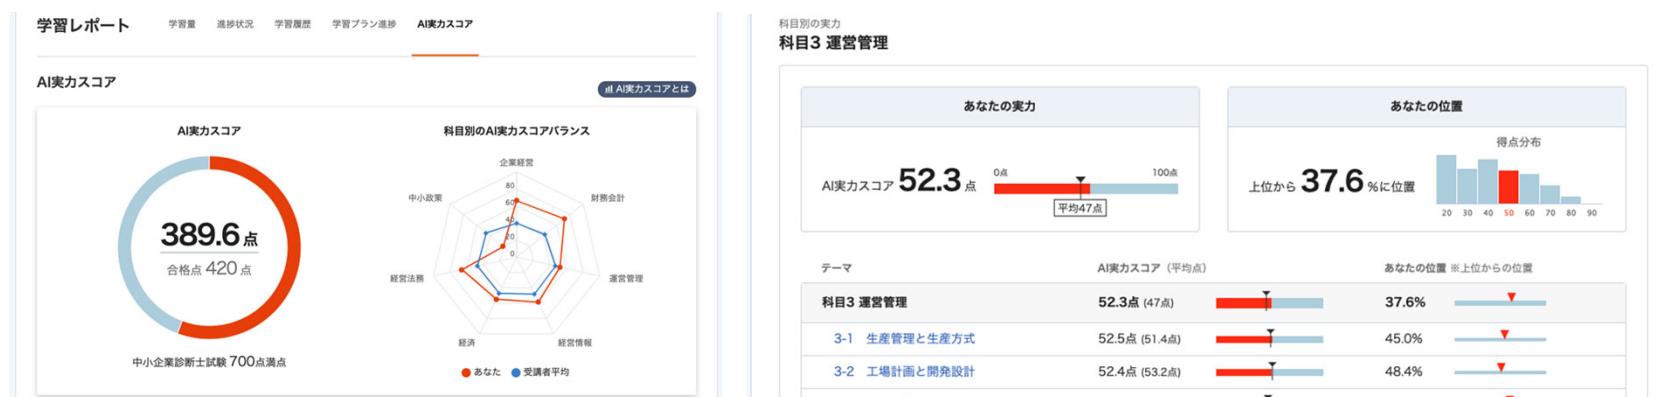 学習レポート 学習量 進捗状況 学習履歴 学習プラン進捗 AI実力スコア
AI実力スコア
AI実力スコアとは
AI実力スコア
389.6点
合格点 420 点
中小企業診断士試験 700点満点
科目別のAI実力スコアバランス
企業経営
中小政策
財務会計
80
60
40
20
0
経営法務
運営管理
経済
経営情報
あなた 受講者平均
科目別の実力
科目3 運営管理
あなたの実力
AI実力スコア 52.3 点
0点 100点
平均47点
あなたの位置
得点分布
上位から 37.6 %に位置
20 30 40 50 60 70 80 90
テーマ AI実力スコア（平均点） あなたの位置 ※上位からの位置
科目3 運営管理 52.3点 (47点) 37.6%
3-1 生産管理と生産方式 52.5点 (51.4点) 45.0%
3-2 工場計画と開発設計 52.4点 (53.2点) 48.4%